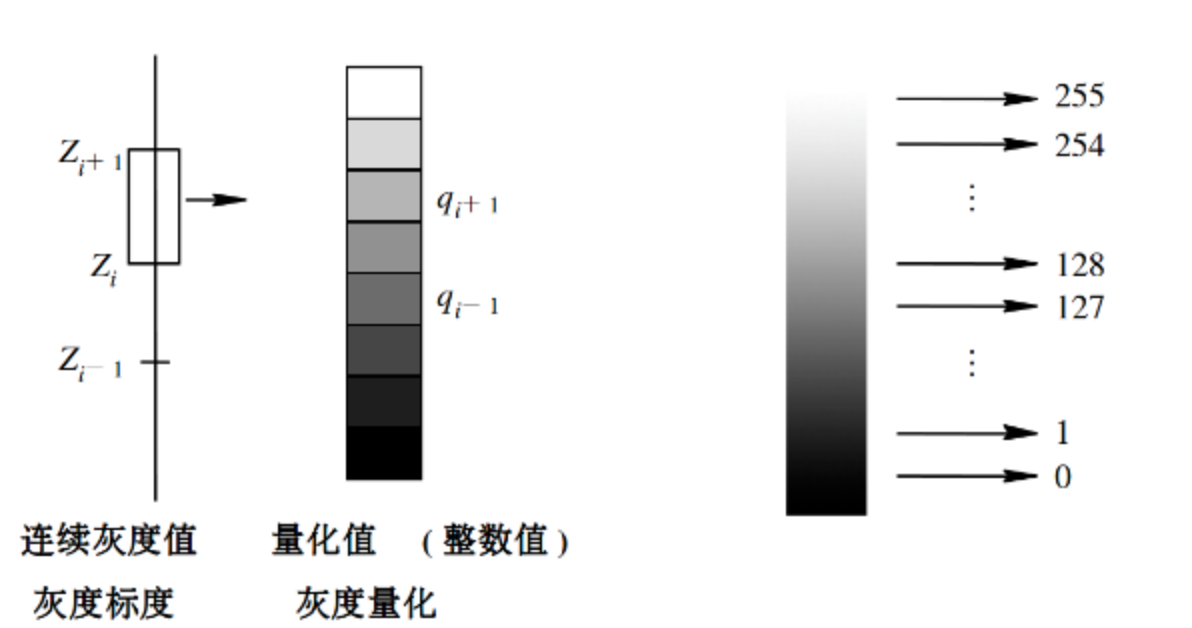 Z_{i+1}
Z_i
Z_{i-1}
q_{i+1}
q_{i-1}
连续灰度值
灰度标度
量化值 (整数值)
灰度量化
255
254
⋮
128
127
⋮
1
0